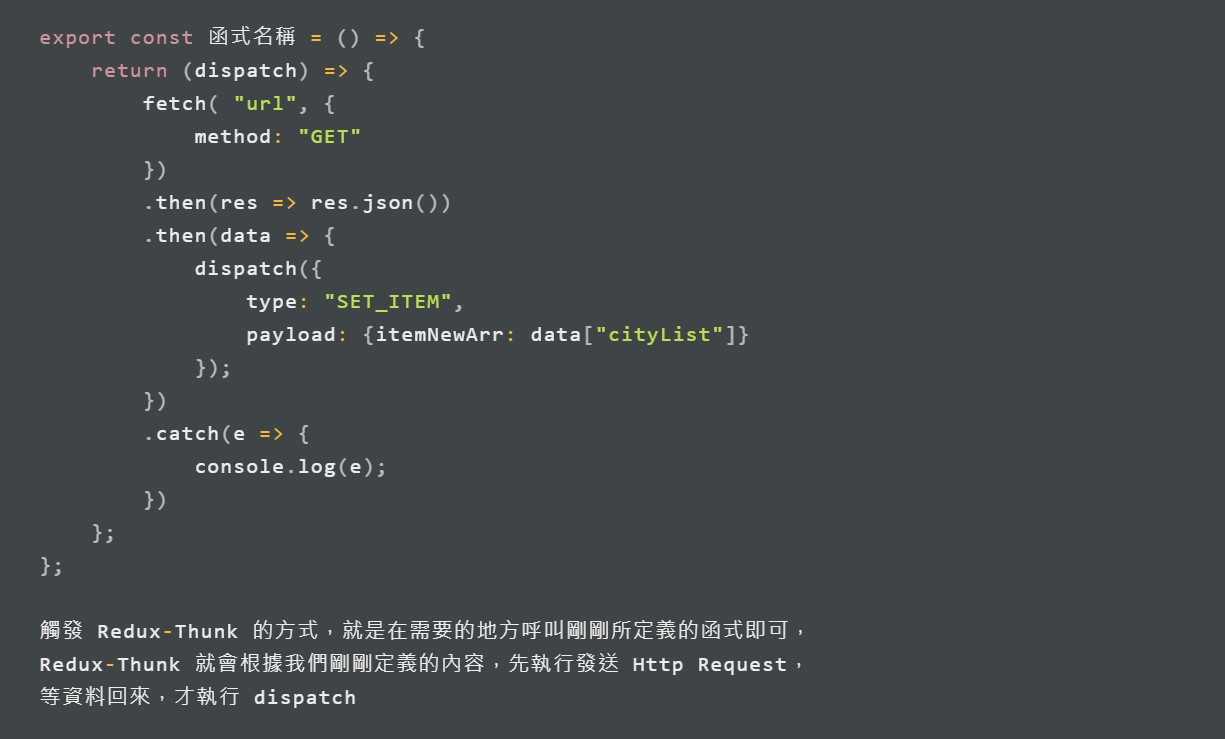 export const 函式名稱 = () => {
    return (dispatch) => {
        fetch( "url", {
            method: "GET"
        })
        .then(res => res.json())
        .then(data => {
            dispatch({
                type: "SET_ITEM",
                payload: {itemNewArr: data["cityList"]}
            });
        })
        .catch(e => {
            console.log(e);
        })
    };
};
觸發 Redux-Thunk 的方式，就是在需要的地方呼叫剛剛所定義的函式即可，
Redux-Thunk 就會根據我們剛剛定義的內容，先執行發送 Http Request，
等資料回來，才執行 dispatch